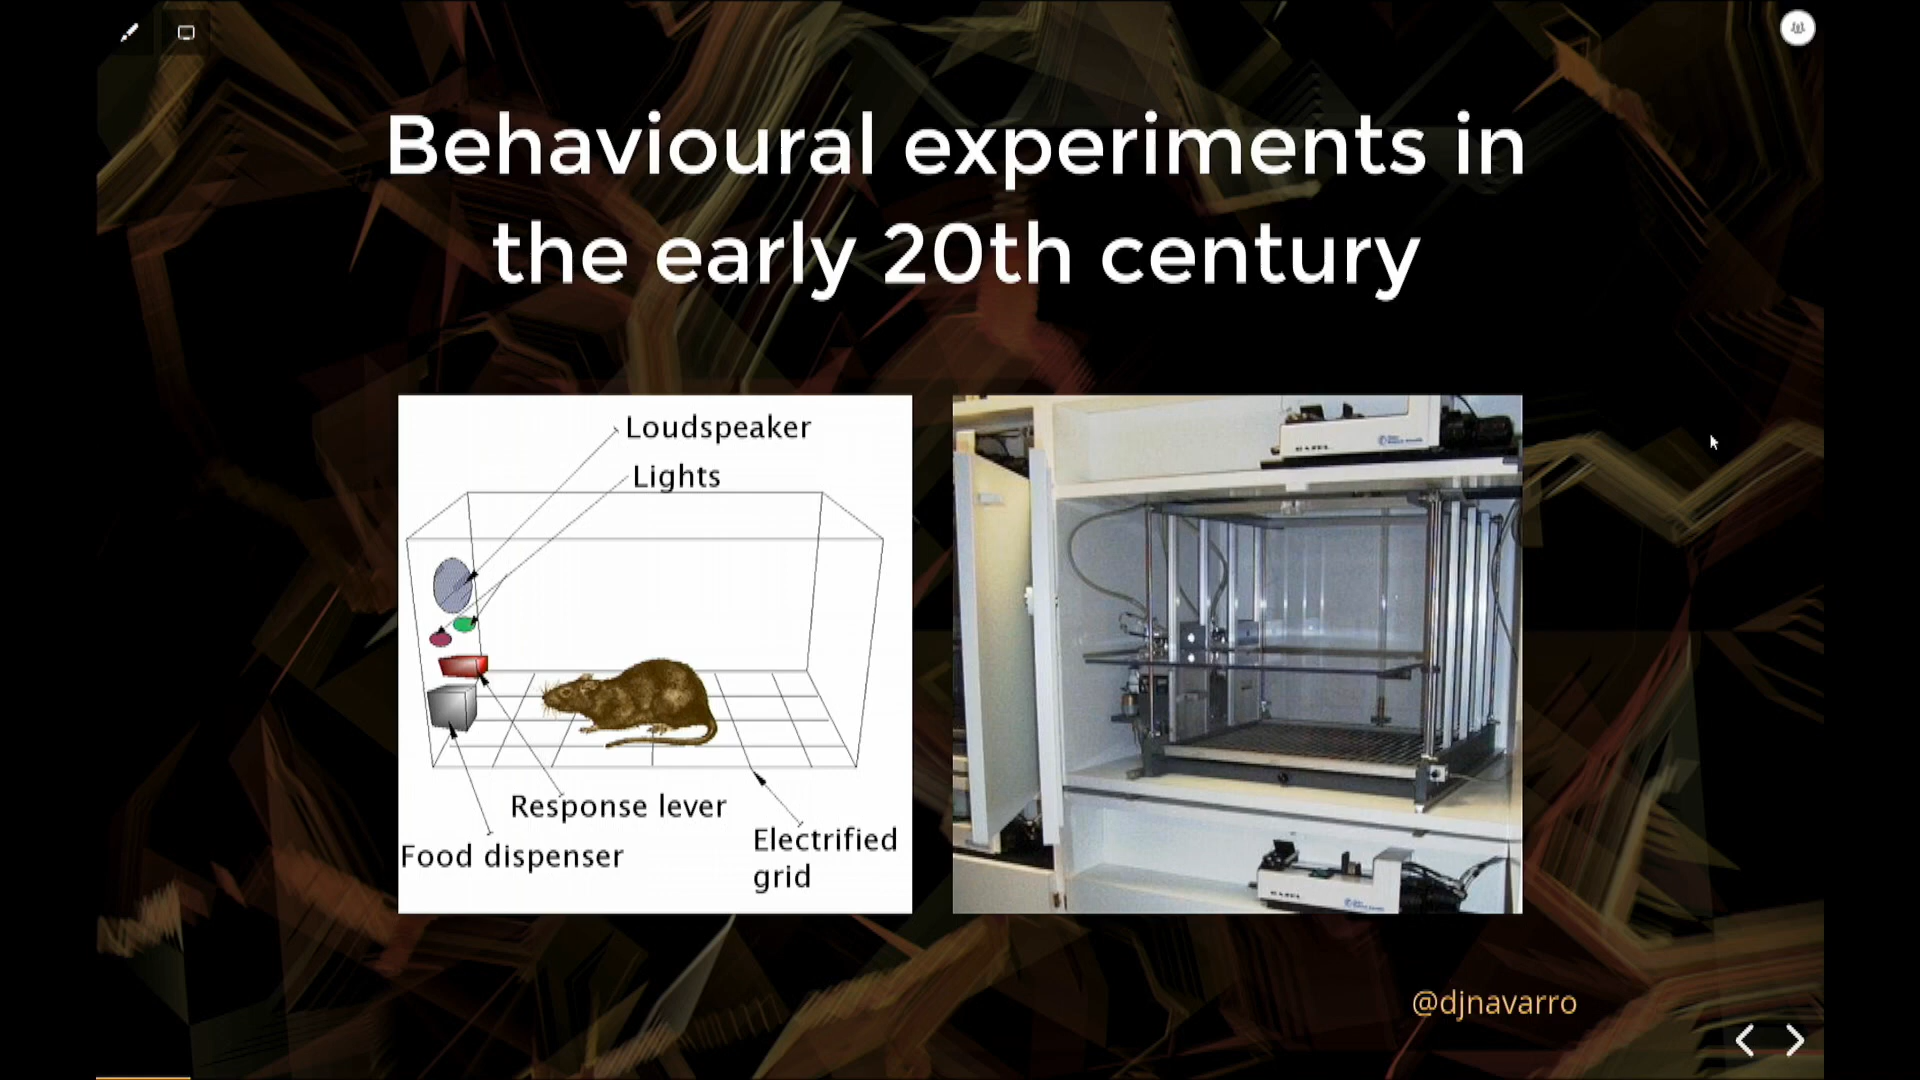 Behavioural experiments in
the early 20th century
Loudspeaker
Lights
Response lever
Food dispenser
Electrified
grid
@djnavarro